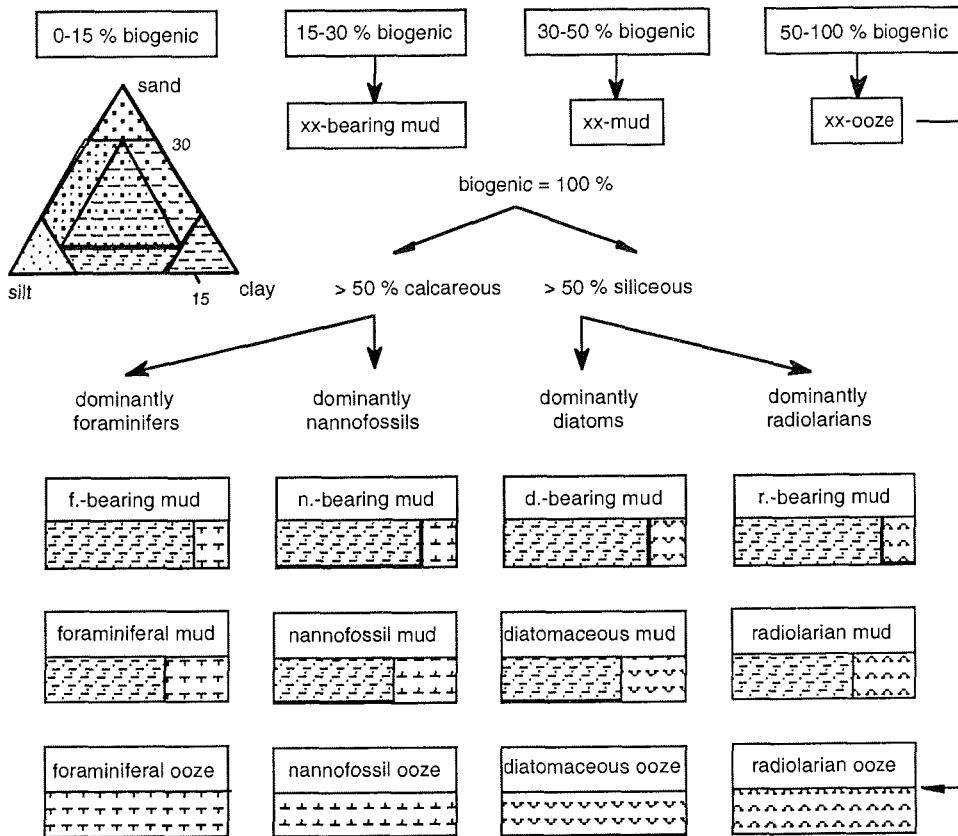 0-15 % biogenic
15-30 % biogenic
30-50 % biogenic
50-100 % biogenic
sand
30
silt
15
clay
xx-bearing mud
xx-mud
xx-ooze
biogenic = 100 %
> 50 % calcareous
> 50 % siliceous
dominantly
foraminifers
dominantly
nannofossils
dominantly
diatoms
dominantly
radiolarians
f.-bearing mud
n.-bearing mud
d.-bearing mud
r.-bearing mud
foraminiferal mud
nannofossil mud
diatomaceous mud
radiolarian mud
foraminiferal ooze
nannofossil ooze
diatomaceous ooze
radiolarian ooze